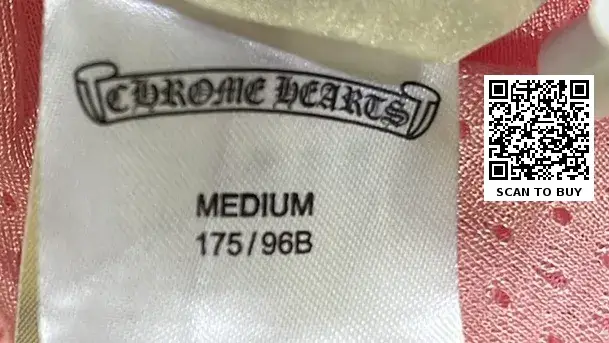 CHROME HEARTS
MEDIUM
175/96B
SCAN TO BUY